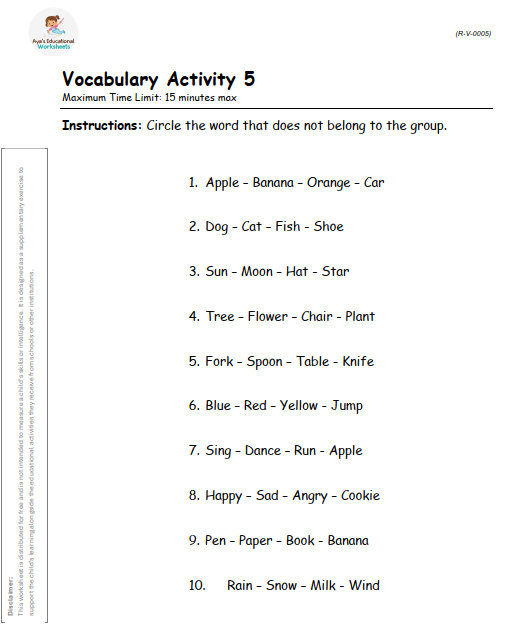 Aya's Educational
Worksheets
(R-V-0005)
Vocabulary Activity 5
Maximum Time Limit: 15 minutes max
Instructions: Circle the word that does not belong to the group.
1. Apple – Banana – Orange – Car
2. Dog – Cat – Fish – Shoe
3. Sun – Moon – Hat – Star
4. Tree – Flower – Chair – Plant
5. Fork – Spoon – Table – Knife
6. Blue – Red – Yellow – Jump
7. Sing – Dance – Run – Apple
8. Happy – Sad – Angry – Cookie
9. Pen – Paper – Book – Banana
10. Rain – Snow – Milk – Wind
Disclaimer:
This worksheet is distributed for free and is not intended to measure a child's skills or intelligence. It is designed as a supplementary exercise to
support the child's learning alongside the educational activities they receive from schools or other institutions.